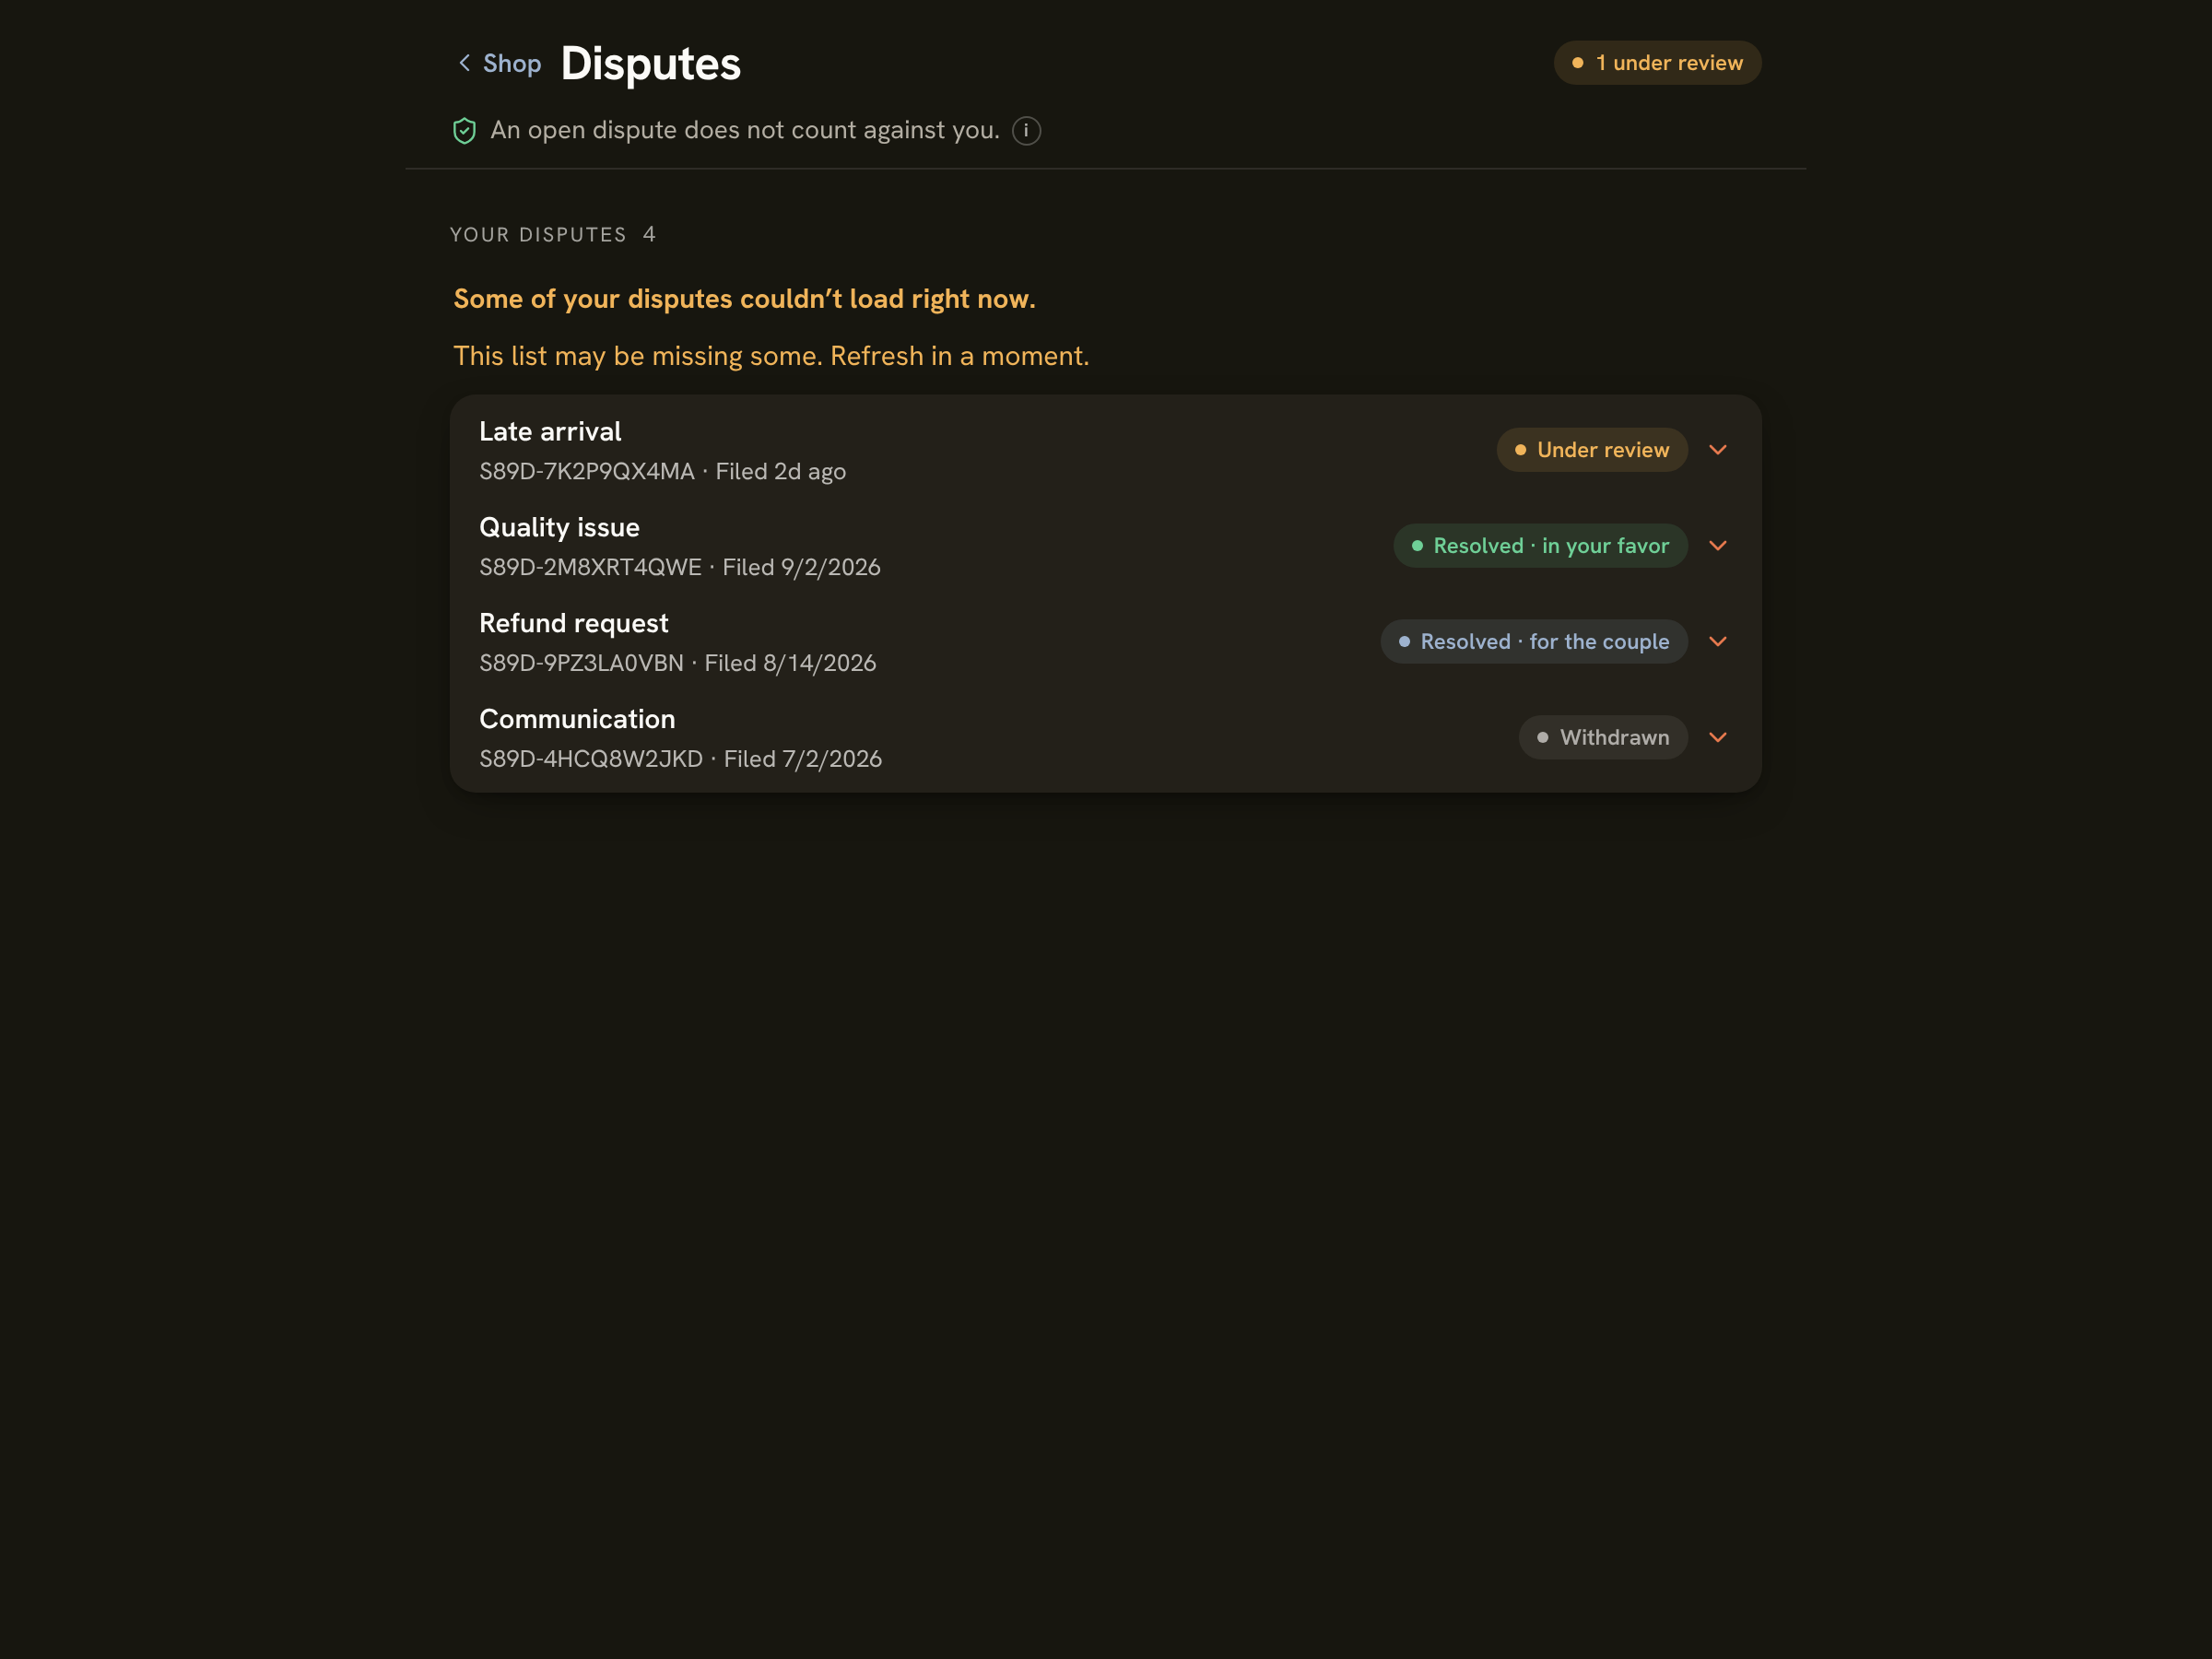 Shop Disputes
1 under review
An open dispute does not count against you.
YOUR DISPUTES 4
Some of your disputes couldn’t load right now.
This list may be missing some. Refresh in a moment.
Late arrival
S89D-7K2P9QX4MA · Filed 2d ago
Under review
Quality issue
S89D-2M8XRT4QWE · Filed 9/2/2026
Resolved · in your favor
Refund request
S89D-9PZ3LA0VBN · Filed 8/14/2026
Resolved · for the couple
Communication
S89D-4HCQ8W2JKD · Filed 7/2/2026
Withdrawn